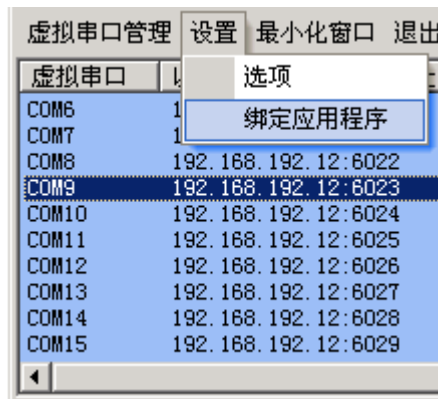 虚拟串口管理 设置 最小化窗口 退出
虚拟串口
选项
绑定应用程序
COM6 1
COM7 1
COM8 192.168.192.12:6022
COM9 192.168.192.12:6023
COM10 192.168.192.12:6024
COM11 192.168.192.12:6025
COM12 192.168.192.12:6026
COM13 192.168.192.12:6027
COM14 192.168.192.12:6028
COM15 192.168.192.12:6029